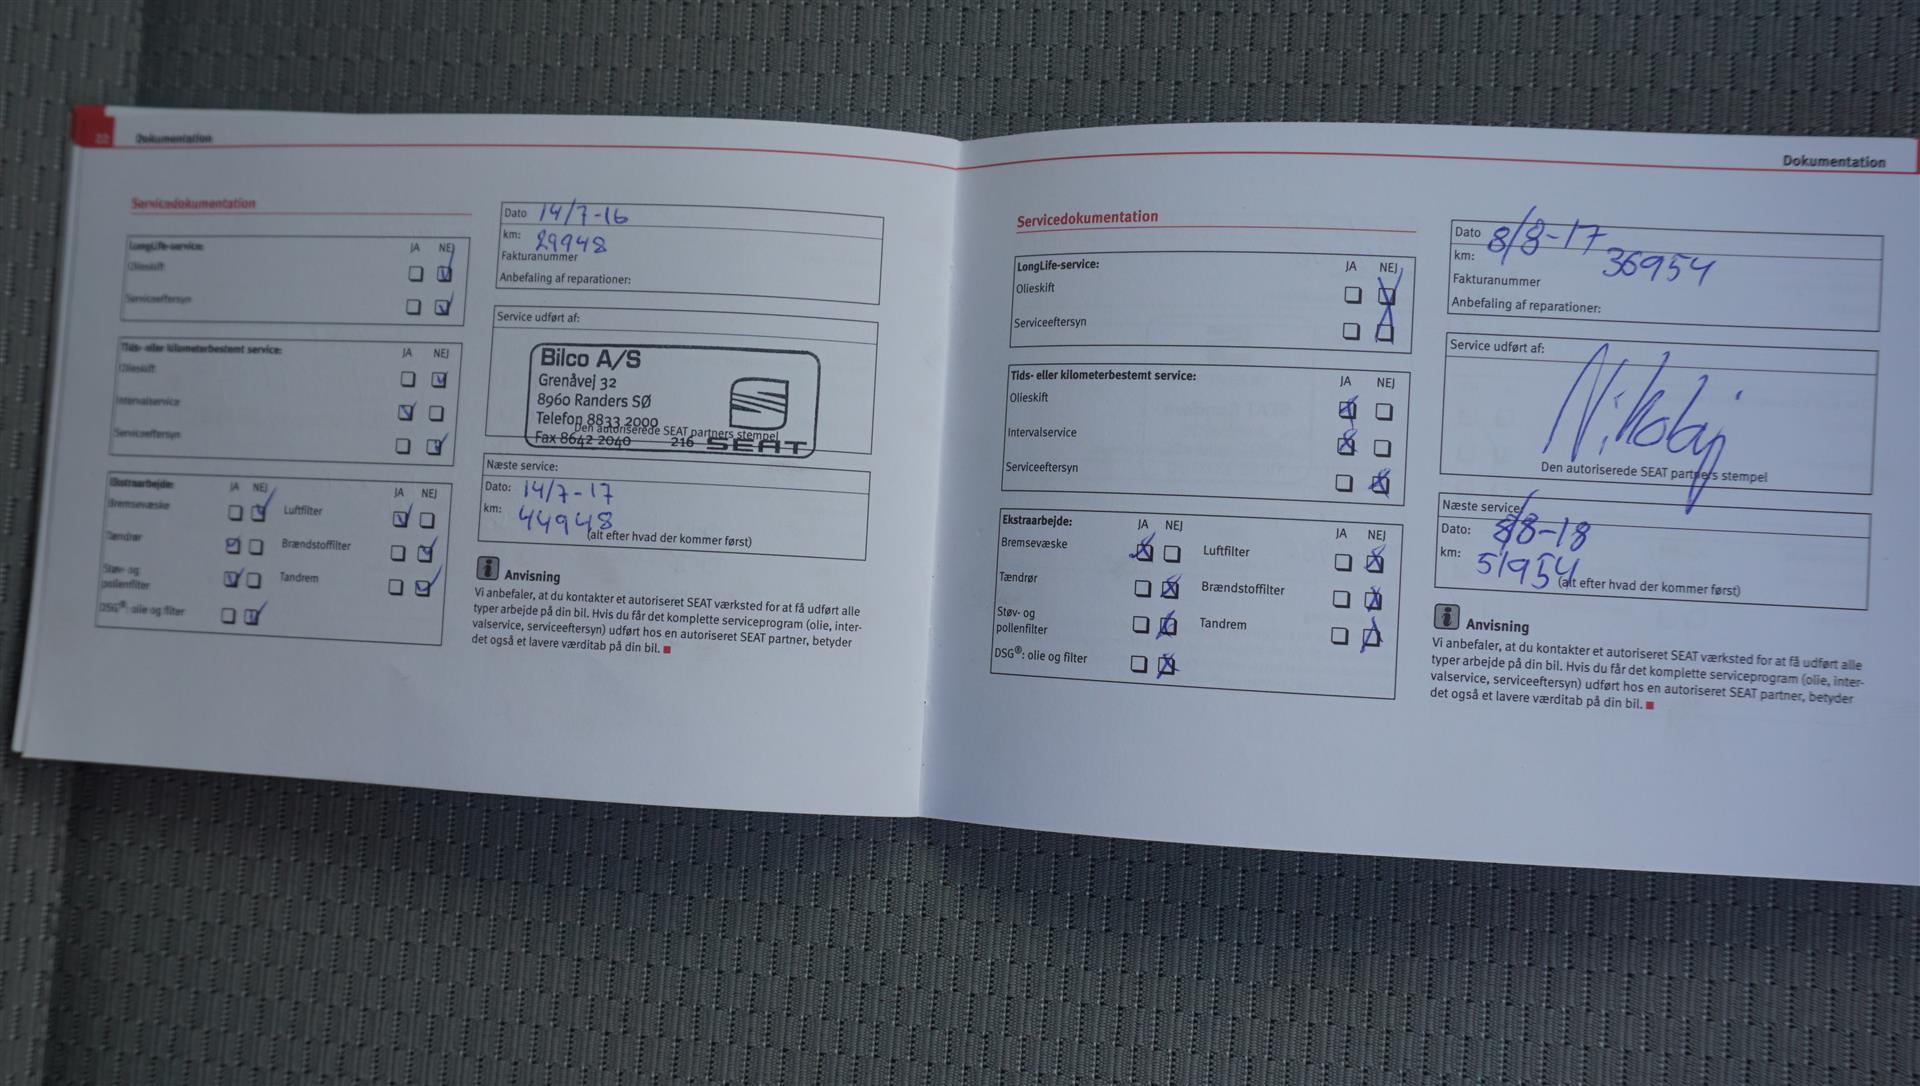 22 Dokumentation
Servicedokumentation
LongLife-service: JA NEJ
Olieskift
Serviceeftersyn
Tids- eller kilometerbestemt service: JA NEJ
Olieskift
Intervalservice
Serviceeftersyn
Ekstraarbejde: JA NEJ JA NEJ
Bremsevæske Luftfilter
Tændrør Brændstoffilter
Støv- og
pollenfilter Tandrem
DSG®: olie og filter
Dato 14/7-16
km: 29948
Fakturanummer
Anbefaling af reparationer:
Service udført af:
Bilco A/S
Grenåvej 32
8960 Randers SØ
Telefon 8833 2000
Den autoriserede SEAT partners stempel
Fax 8642 2040 216 SEAT
Næste service:
Dato: 14/7-17
km: 44948
(alt efter hvad der kommer først)
Anvisning
Vi anbefaler, at du kontakter et autoriseret SEAT værksted for at få udført alle
typer arbejde på din bil. Hvis du får det komplette serviceprogram (olie, inter-
valservice, serviceeftersyn) udført hos en autoriseret SEAT partner, betyder
det også et lavere værditab på din bil.
Dokumentation
Servicedokumentation
LongLife-service: JA NEJ
Olieskift
Serviceeftersyn
Tids- eller kilometerbestemt service: JA NEJ
Olieskift
Intervalservice
Serviceeftersyn
Ekstraarbejde: JA NEJ JA NEJ
Bremsevæske Luftfilter
Tændrør Brændstoffilter
Støv- og
pollenfilter Tandrem
DSG®: olie og filter
Dato 8/8-17
km: 36954
Fakturanummer
Anbefaling af reparationer:
Service udført af:
Nikolaj
Den autoriserede SEAT partners stempel
Næste service:
Dato: 8/8-18
km: 51954
(alt efter hvad der kommer først)
Anvisning
Vi anbefaler, at du kontakter et autoriseret SEAT værksted for at få udført alle
typer arbejde på din bil. Hvis du får det komplette serviceprogram (olie, inter-
valservice, serviceeftersyn) udført hos en autoriseret SEAT partner, betyder
det også et lavere værditab på din bil.